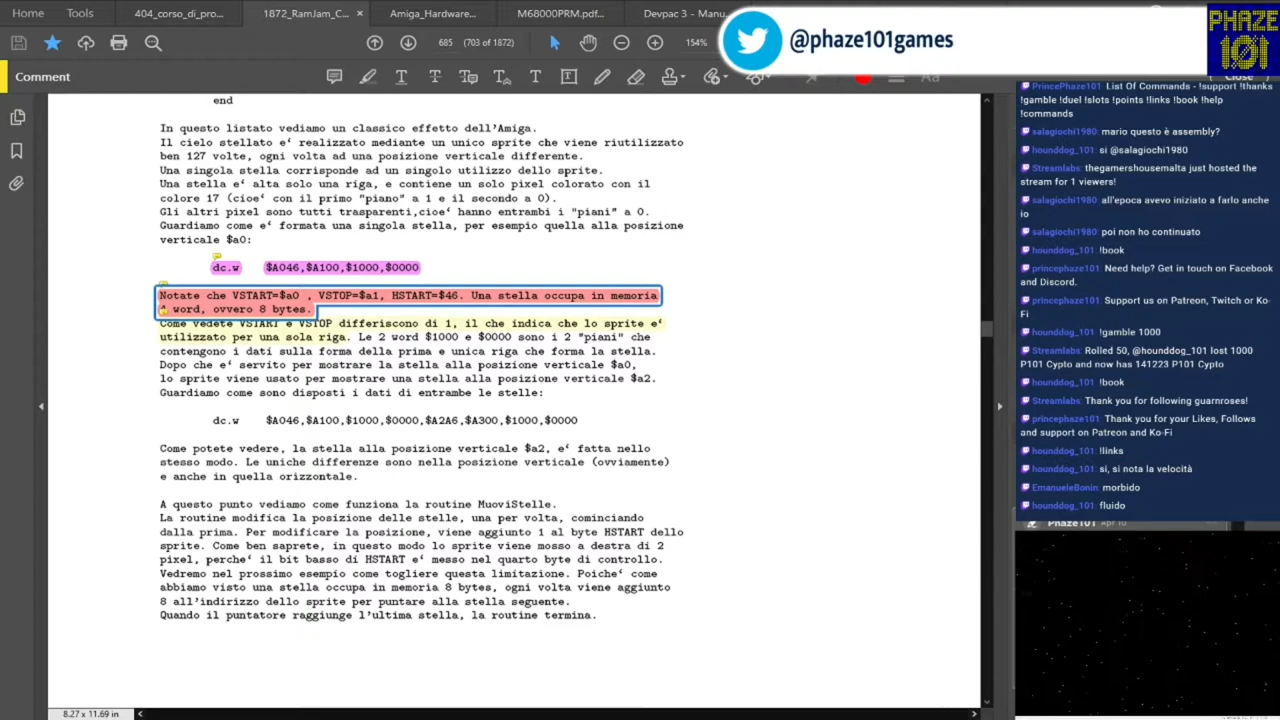 Home
Tools
404_corso_di_pro...
1872_RamJam_C...
×
Amiga_Hardware...
M68000PRM.pdf...
Devpac 3 - Manu...
@phaze101games
PHAZE
101
685
(703 of 1872)
154%
Comment
Close
end
In questo listato vediamo un classico effetto dell'Amiga.
Il cielo stellato e' realizzato mediante un unico sprite che viene riutilizzato
ben 127 volte, ogni volta ad una posizione verticale differente.
Una singola stella corrisponde ad un singolo utilizzo dello sprite.
Una stella e' alta solo una riga, e contiene un solo pixel colorato con il
colore 17 (cioe' con il primo "piano" a 1 e il secondo a 0).
Gli altri pixel sono tutti trasparenti,cioe' hanno entrambi i "piani" a 0.
Guardiamo come e' formata una singola stella, per esempio quella alla posizione
verticale $a0:
dc.w $A046,$A100,$1000,$0000
Notate che VSTART=$a0 , VSTOP=$a1, HSTART=$46. Una stella occupa in memoria
word, ovvero 8 bytes.
Come vedete VSTART e VSTOP differiscono di 1, il che indica che lo sprite e'
utilizzato per una sola riga. Le 2 word $1000 e $0000 sono i 2 "piani" che
contengono i dati sulla forma della prima e unica riga che forma la stella.
Dopo che e' servito per mostrare la stella alla posizione verticale $a0,
lo sprite viene usato per mostrare una stella alla posizione verticale $a2.
Guardiamo come sono disposti i dati di entrambe le stelle:
dc.w $A046,$A100,$1000,$0000,$A2A6,$A300,$1000,$0000
Come potete vedere, la stella alla posizione verticale $a2, e' fatta nello
stesso modo. Le uniche differenze sono nella posizione verticale (ovviamente)
e anche in quella orizzontale.
A questo punto vediamo come funziona la routine MuoviStelle.
La routine modifica la posizione delle stelle, una per volta, cominciando
dalla prima. Per modificare la posizione, viene aggiunto 1 al byte HSTART dello
sprite. Come ben saprete, in questo modo lo sprite viene mosso a destra di 2
pixel, perche' il bit basso di HSTART e' messo nel quarto byte di controllo.
Vedremo nel prossimo esempio come togliere questa limitazione. Poiche' come
abbiamo visto una stella occupa in memoria 8 bytes, ogni volta viene aggiunto
8 all'indirizzo dello sprite per puntare alla stella seguente.
Quando il puntatore raggiunge l'ultima stella, la routine termina.
8.27 x 11.69 in
PrincePhaze101 List Of Commands - !support !thanks
!gamble !duel !slots !points !links !book !help
!commands
salagiochi1980: mario questo è assembly?
hounddog_101: si @salagiochi1980
Streamlabs: thegamershousemalta just hosted the
stream for 1 viewers!
salagiochi1980: all'epoca avevo iniziato a farlo anche
io
salagiochi1980: poi non ho continuato
hounddog_101: !book
princephaze101: Need help? Get in touch on Facebook
and Discord.
princephaze101: Support us on Patreon, Twitch or Ko-
Fi
hounddog_101: !gamble 1000
Streamlabs: Rolled 50, @hounddog_101 lost 1000
P101 Cypto and now has 141223 P101 Cypto
hounddog_101: !book
Streamlabs: Thank you for following guarnroses!
princephaze101: Thank you for your Likes, Follows
and support on Patreon and Ko-Fi
hounddog_101: !links
hounddog_101: si, si nota la velocità
EmanueleBonin: morbido
hounddog_101: fluido
Phaze101 Apr 10